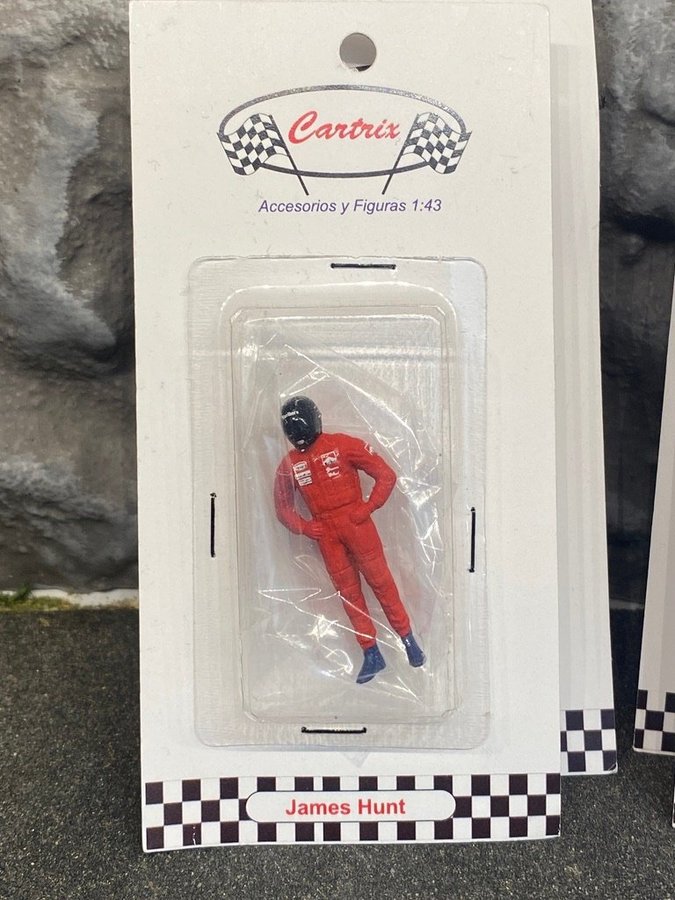 Cartrix
Accesorios y Figuras 1:43
James Hunt